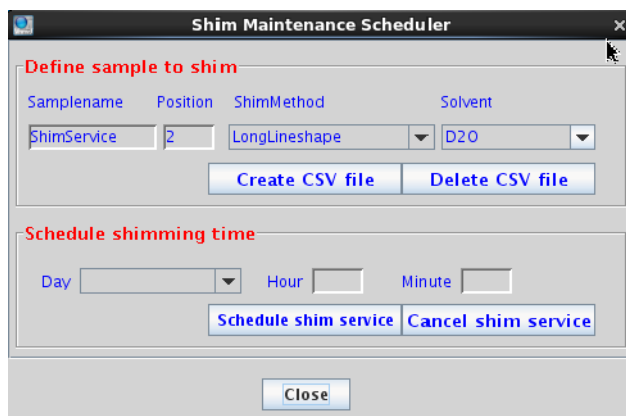 Shim Maintenance Scheduler
Define sample to shim
Samplename Position ShimMethod Solvent
ShimService 2 LongLineshape D2O
Create CSV file Delete CSV file
Schedule shimming time
Day Hour Minute
Schedule shim service Cancel shim service
Close